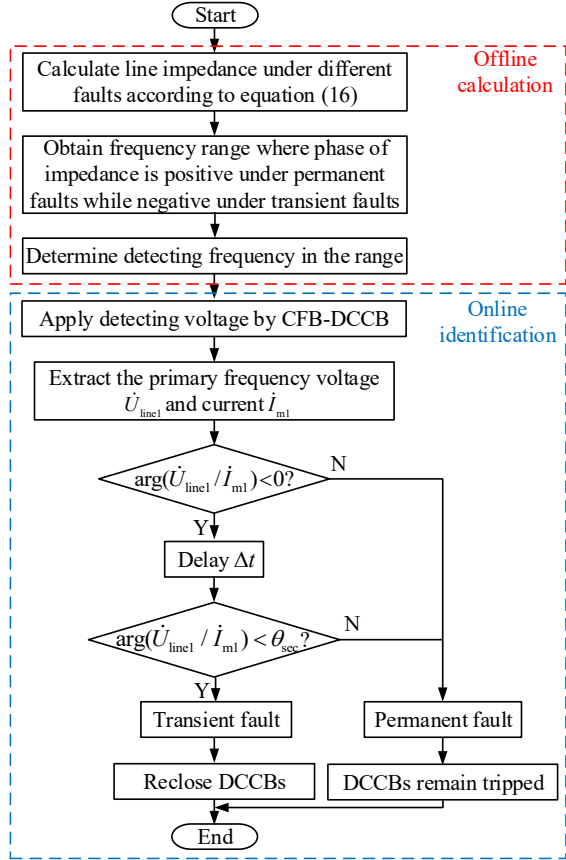 Start
Offline
calculation
Calculate line impedance under different
faults according to equation (16)
Obtain frequency range where phase of
impedance is positive under permanent
faults while negative under transient faults
Determine detecting frequency in the range
Online
identification
Apply detecting voltage by CFB-DCCB
Extract the primary frequency voltage
U̇line1 and current İm1
arg(U̇line1/İm1)<0?
N
Y
Delay Δt
arg(U̇line1/İm1)<θsec?
N
Y
Transient fault
Permanent fault
Reclose DCCBs
DCCBs remain tripped
End